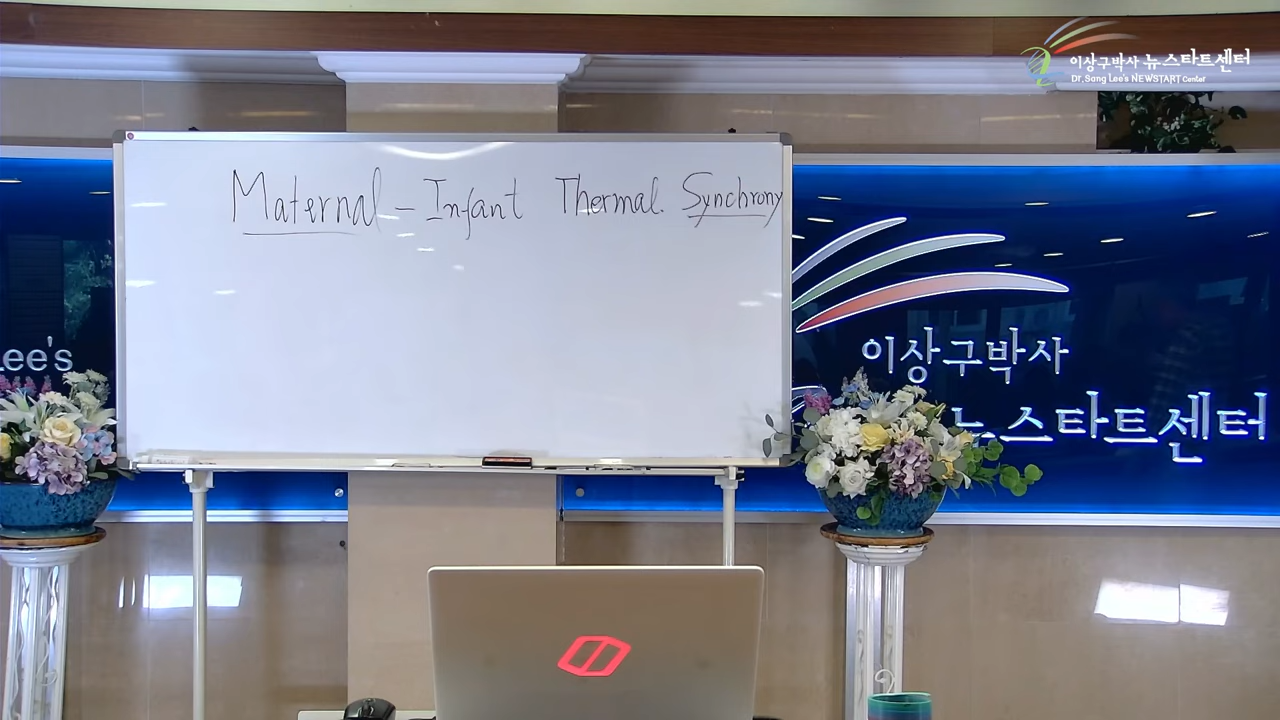 이상구박사 뉴스타트센터
Dr. Sang Lee's NEWSTART Center
Maternal - Infant Thermal. Synchrony
Lee's
이상구박사
뉴스타트센터